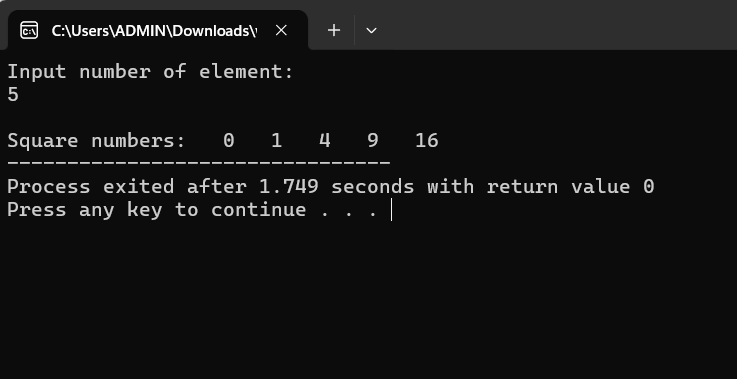 C:\Users\ADMIN\Downloads\
Input number of element:
5
Square numbers:   0   1   4   9   16
--------------------------------
Process exited after 1.749 seconds with return value 0
Press any key to continue . . .